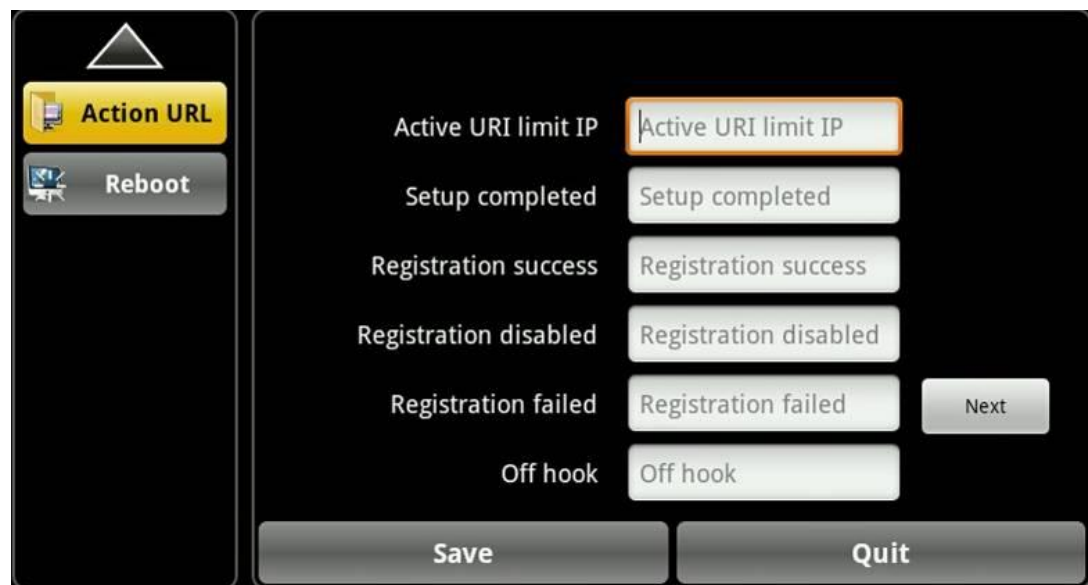 Action URL
Reboot
Active URI limit IP Active URI limit IP
Setup completed Setup completed
Registration success Registration success
Registration disabled Registration disabled
Registration failed Registration failed Next
Off hook Off hook
Save Quit